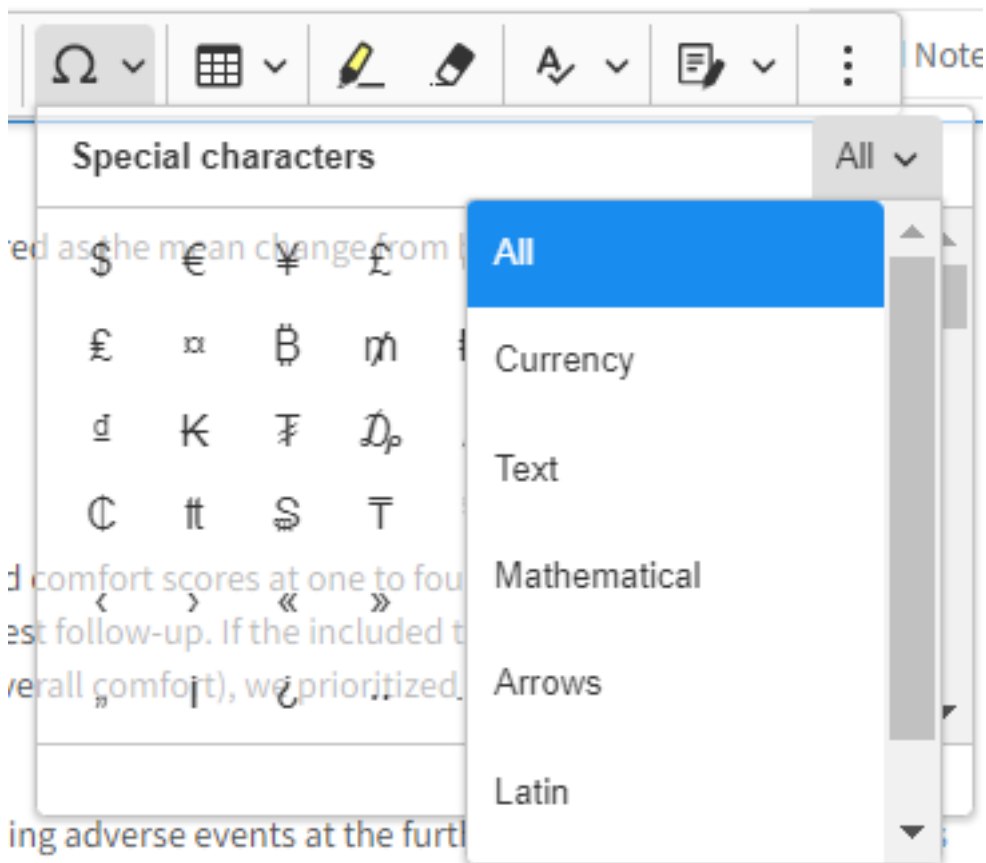 Ω
Note
Special characters
All
red as the mean change from
$ € ¥ £
All
₤ ¤ ₿ ₥
Currency
₫ ₭ ₮ ₯
Text
₵ ₶ ₷ ₸
Mathematical
d comfort scores at one to fou
‹ › « »
est follow-up. If the included t
verall comfort), we prioritized
„ ¡ ¿ ..
Arrows
Latin
ing adverse events at the furth